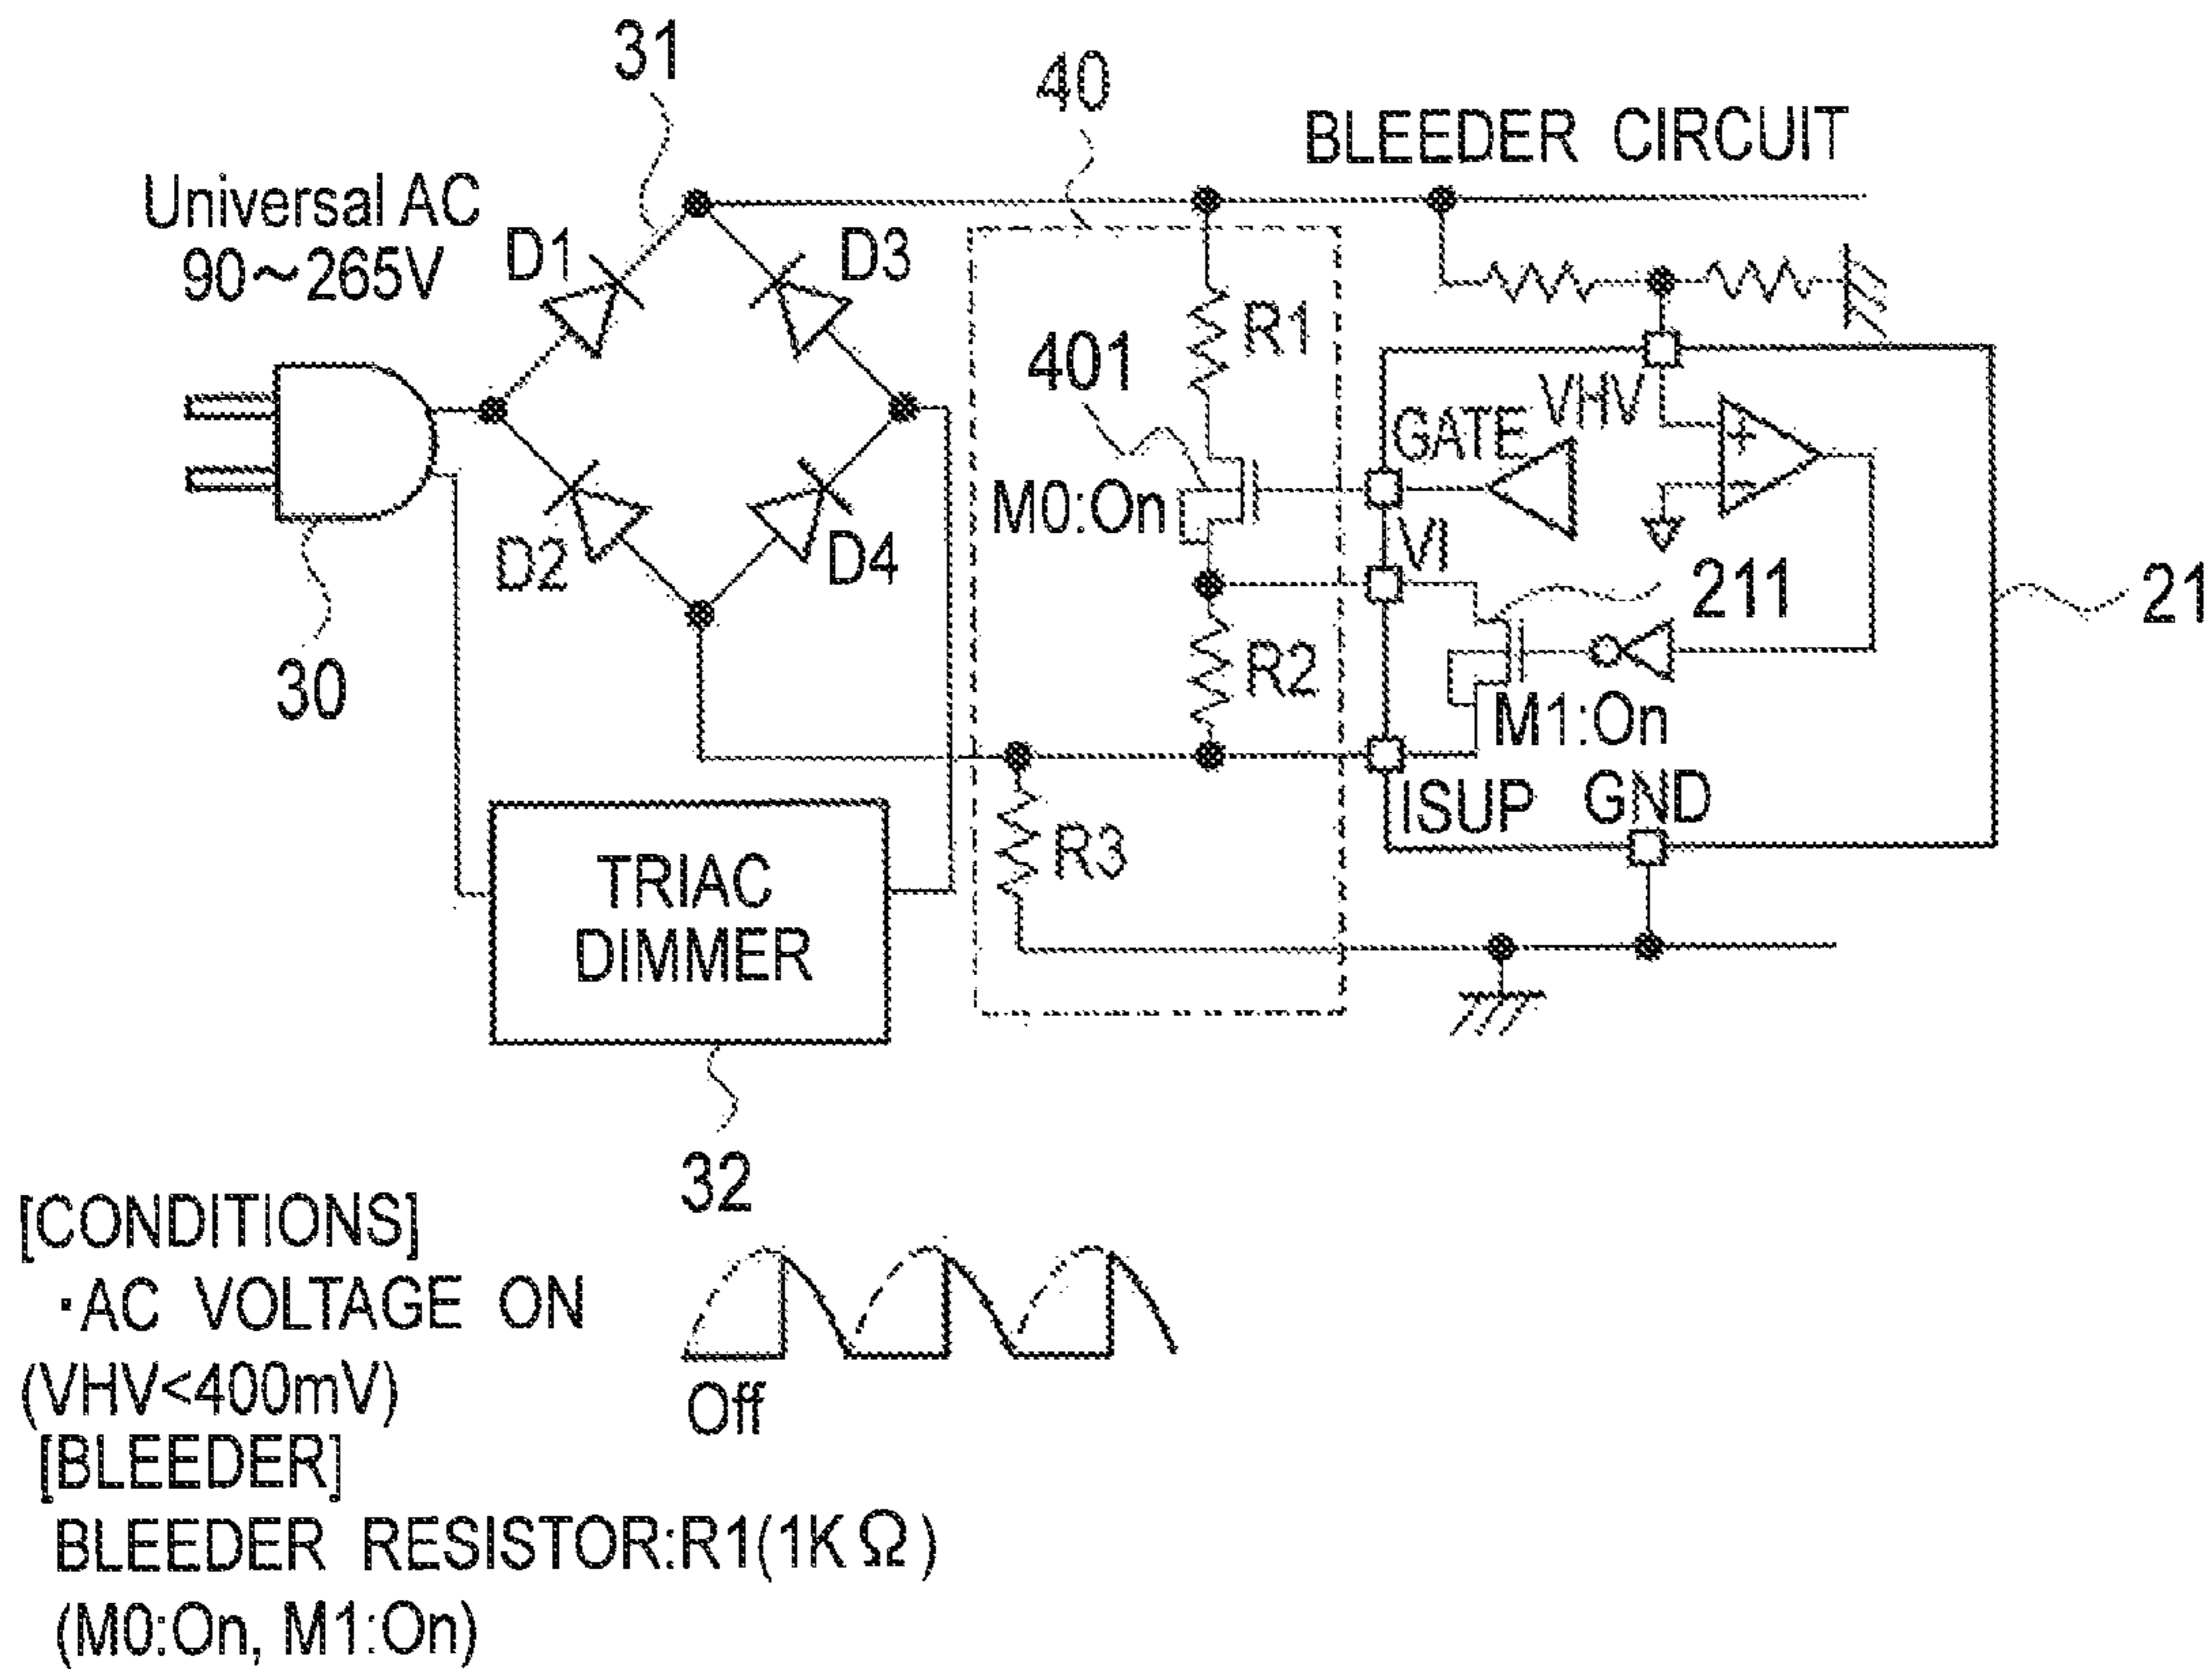 31
40
BLEEDER CIRCUIT
Universal AC
90~265V
D1
D3
R1
401
VHV
GATE
M0:On
VI
D2
D4
211
21
30
R2
M1:On
ISUP
GND
R3
TRIAC
DIMMER
32
[CONDITIONS]
・AC VOLTAGE ON
(VHV<400mV)
Off
[BLEEDER]
BLEEDER RESISTOR:R1(1KΩ)
(M0:On, M1:On)